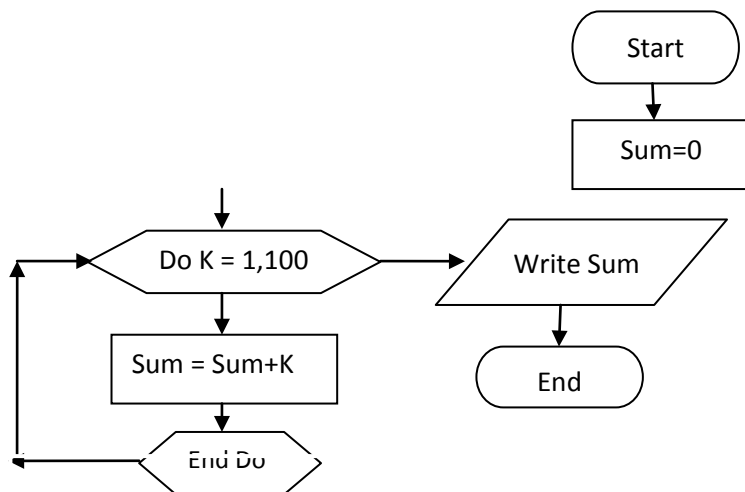 Start
Sum=0
Do K = 1,100
Write Sum
Sum = Sum+K
End
End Do